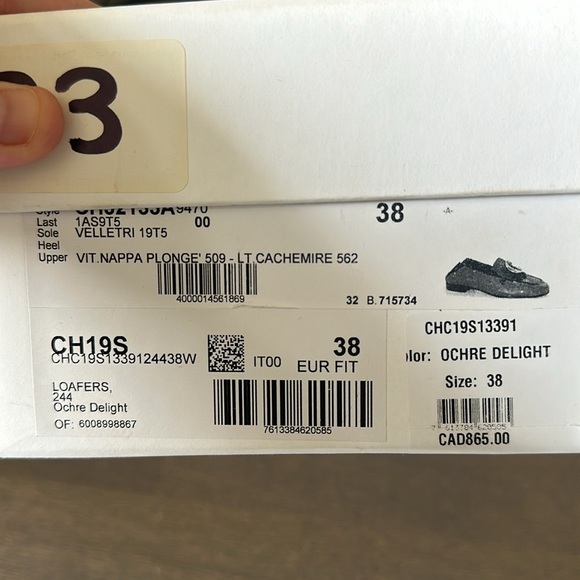 3
Style CH32133A9470
Last 1AS9T5 00 38 -A-
Sole VELLETRI 19T5
Heel
Upper VIT.NAPPA PLONGE' 509 - LT CACHEMIRE 562
4000014561869
32 B. 715734
CH19S
CHC19S1339124438W
IT00
38
EUR FIT
LOAFERS,
244
Ochre Delight
OF: 6008998867
7613384620585
CHC19S13391
olor: OCHRE DELIGHT
Size: 38
CAD865.00